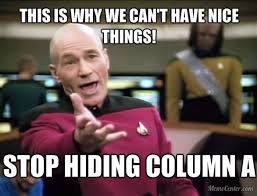 THIS IS WHY WE CAN'T HAVE NICE
THINGS!
STOP HIDING COLUMN A
MemeCenter.com